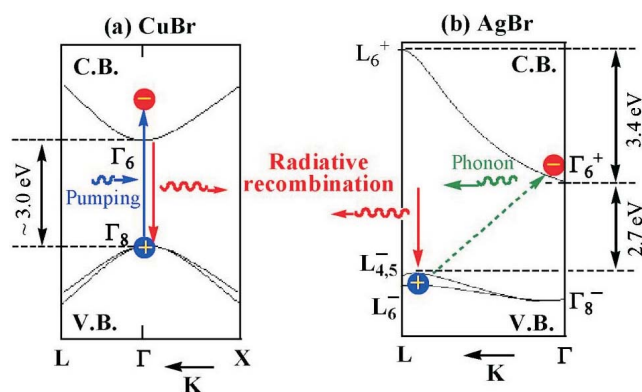 (a) CuBr
C.B.
−
Γ6
Pumping
~ 3.0 eV
Γ8
+
V.B.
L Γ X
K
Radiative
recombination
(b) AgBr
L6+
C.B.
3.4 eV
−
Phonon
Γ6+
2.7 eV
L4,5−
+
L6−
Γ8−
V.B.
L Γ
K